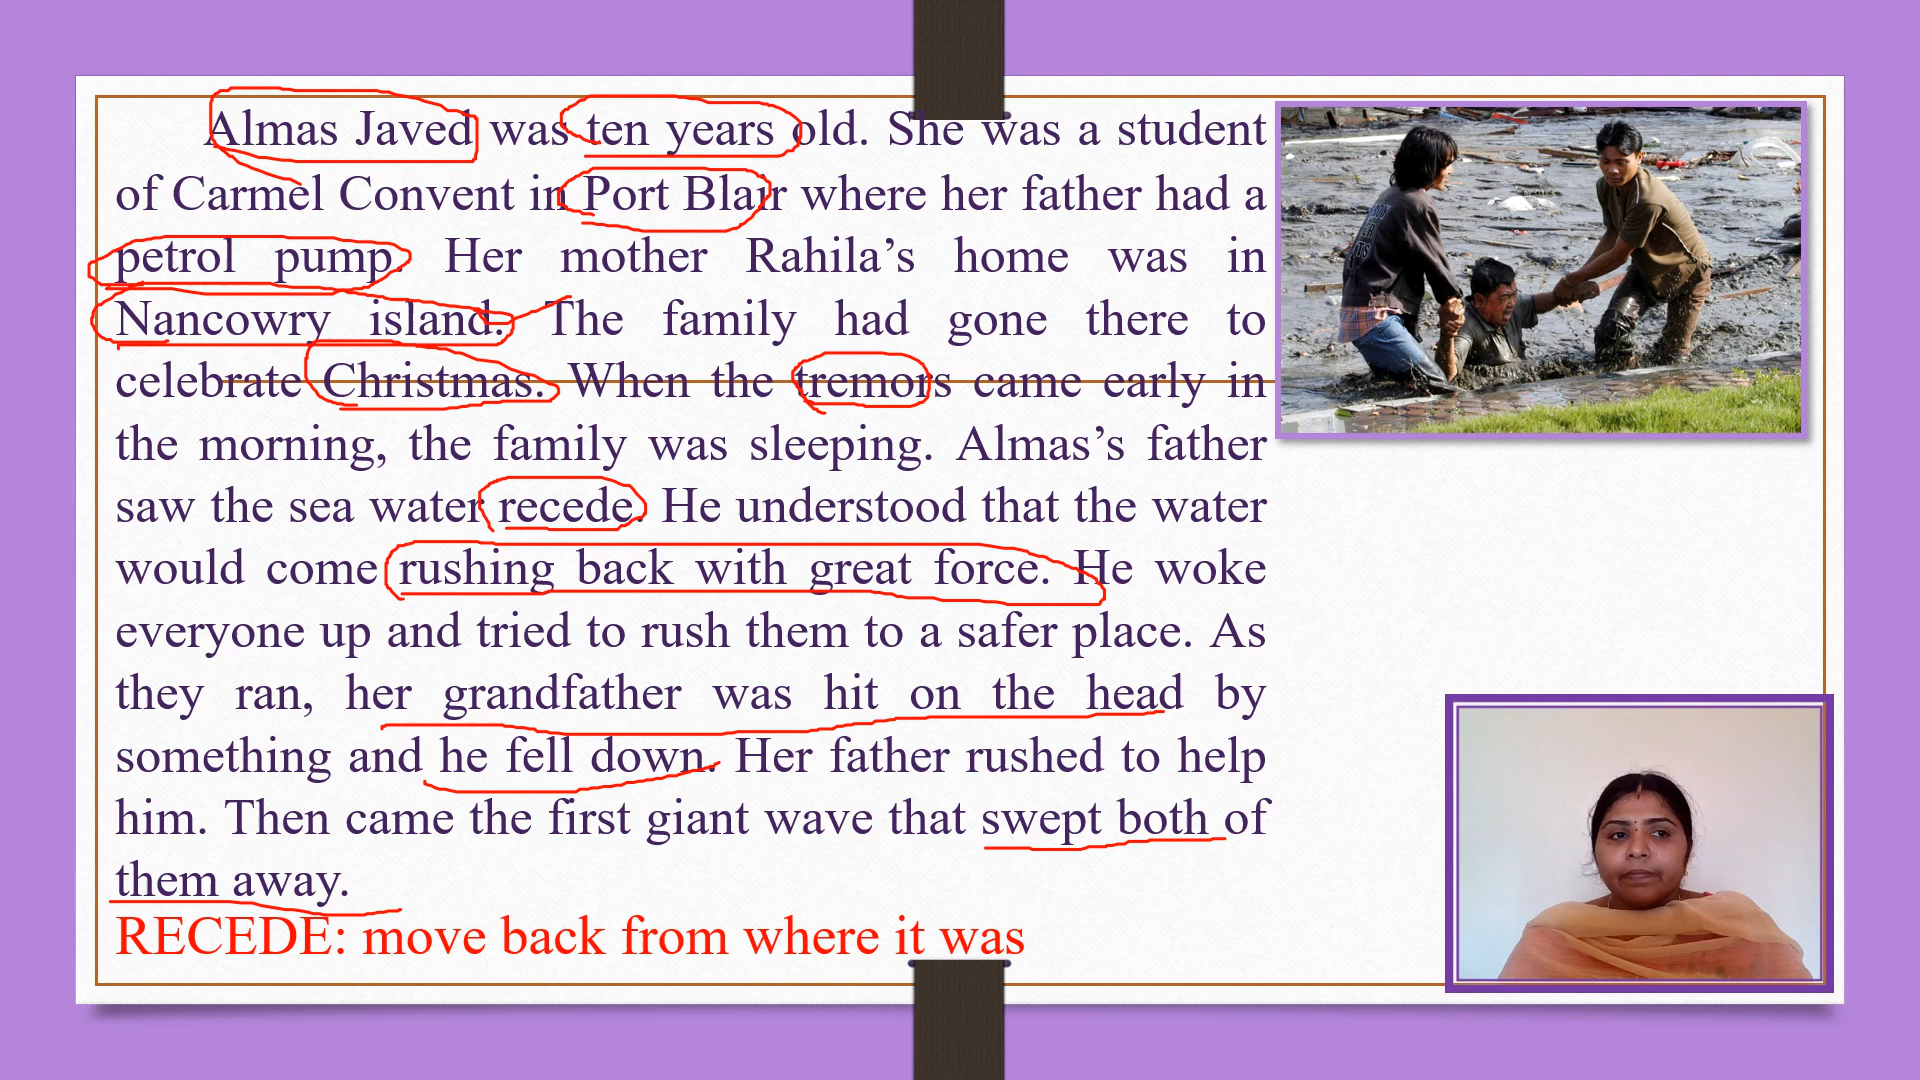 Almas Javed was ten years old. She was a student
of Carmel Convent in Port Blair where her father had a
petrol pump. Her mother Rahila’s home was in
Nancowry island. The family had gone there to
celebrate Christmas. When the tremors came early in
the morning, the family was sleeping. Almas’s father
saw the sea water recede. He understood that the water
would come rushing back with great force. He woke
everyone up and tried to rush them to a safer place. As
they ran, her grandfather was hit on the head by
something and he fell down. Her father rushed to help
him. Then came the first giant wave that swept both of
them away.
RECEDE: move back from where it was